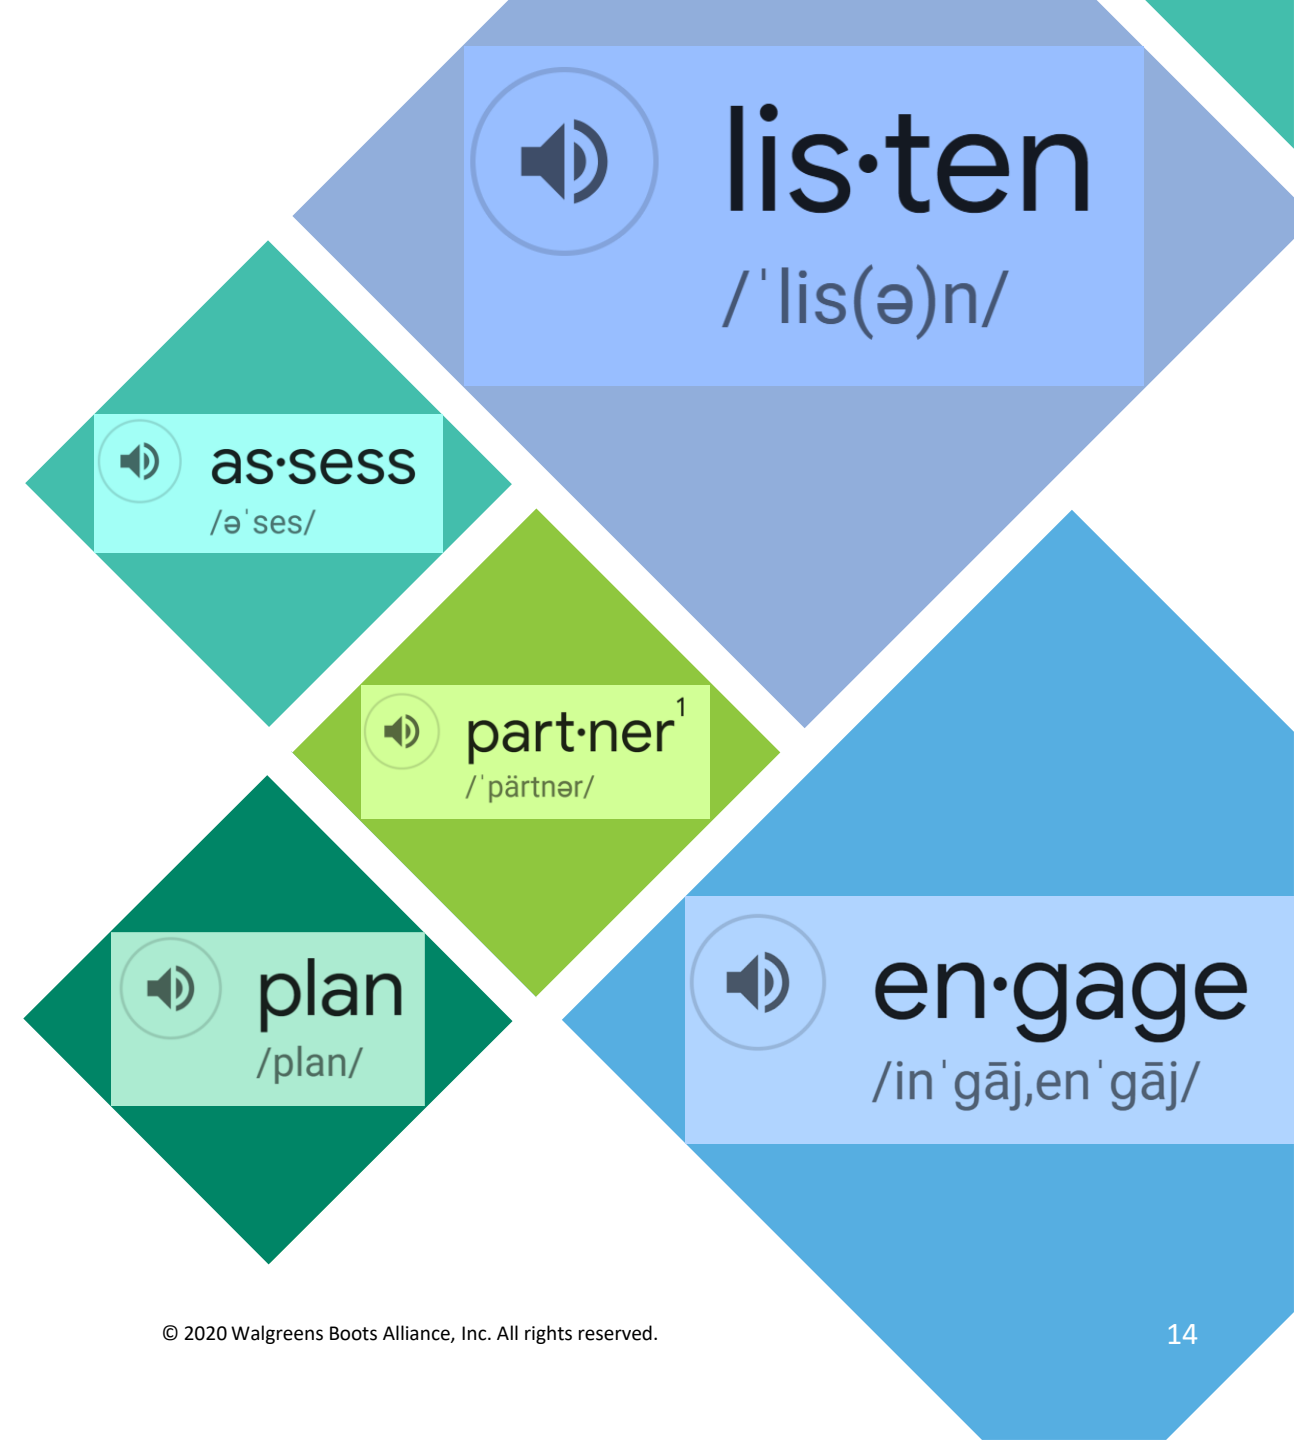 lis·ten
/ˈlis(ə)n/
as·sess
/əˈses/
part·ner¹
/ˈpärtnər/
plan
/plan/
en·gage
/inˈgāj,enˈgāj/
© 2020 Walgreens Boots Alliance, Inc. All rights reserved.
14